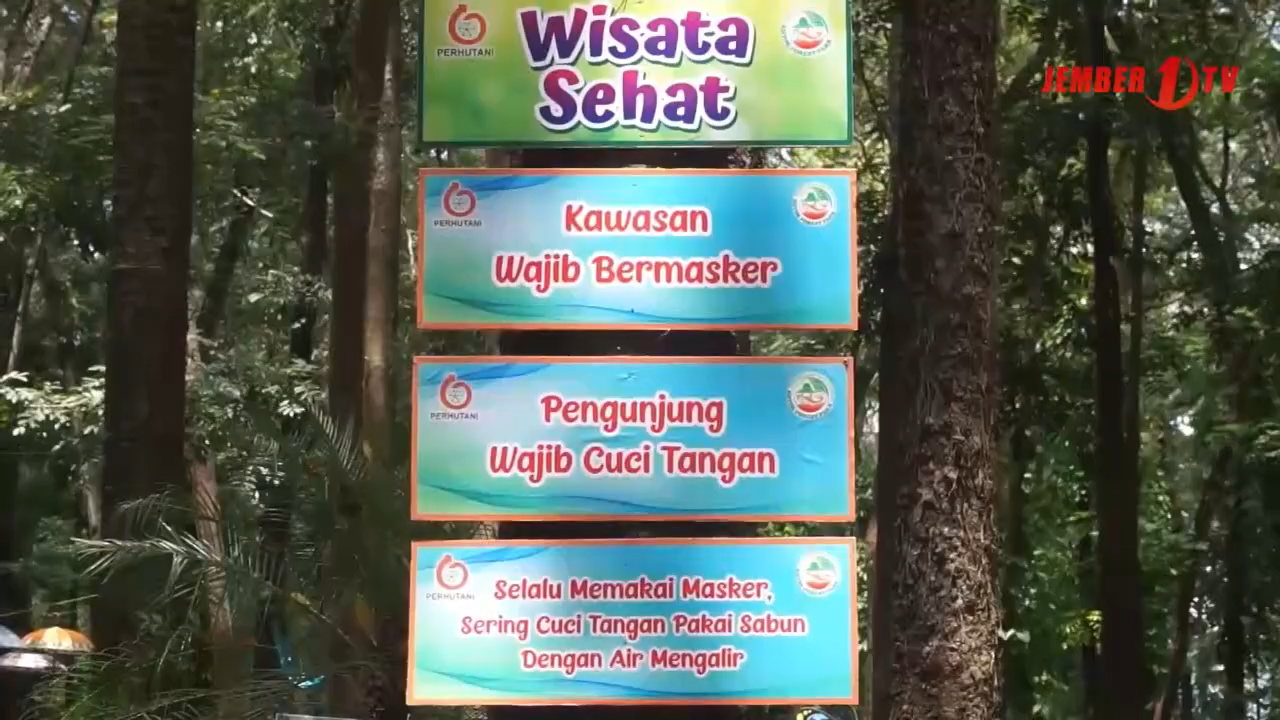 PERHUTANI
Wisata
Sehat
JEMBER 1 TV
PERHUTANI
Kawasan
Wajib Bermasker
PERHUTANI
Pengunjung
Wajib Cuci Tangan
PERHUTANI
Selalu Memakai Masker,
Sering Cuci Tangan Pakai Sabun
Dengan Air Mengalir